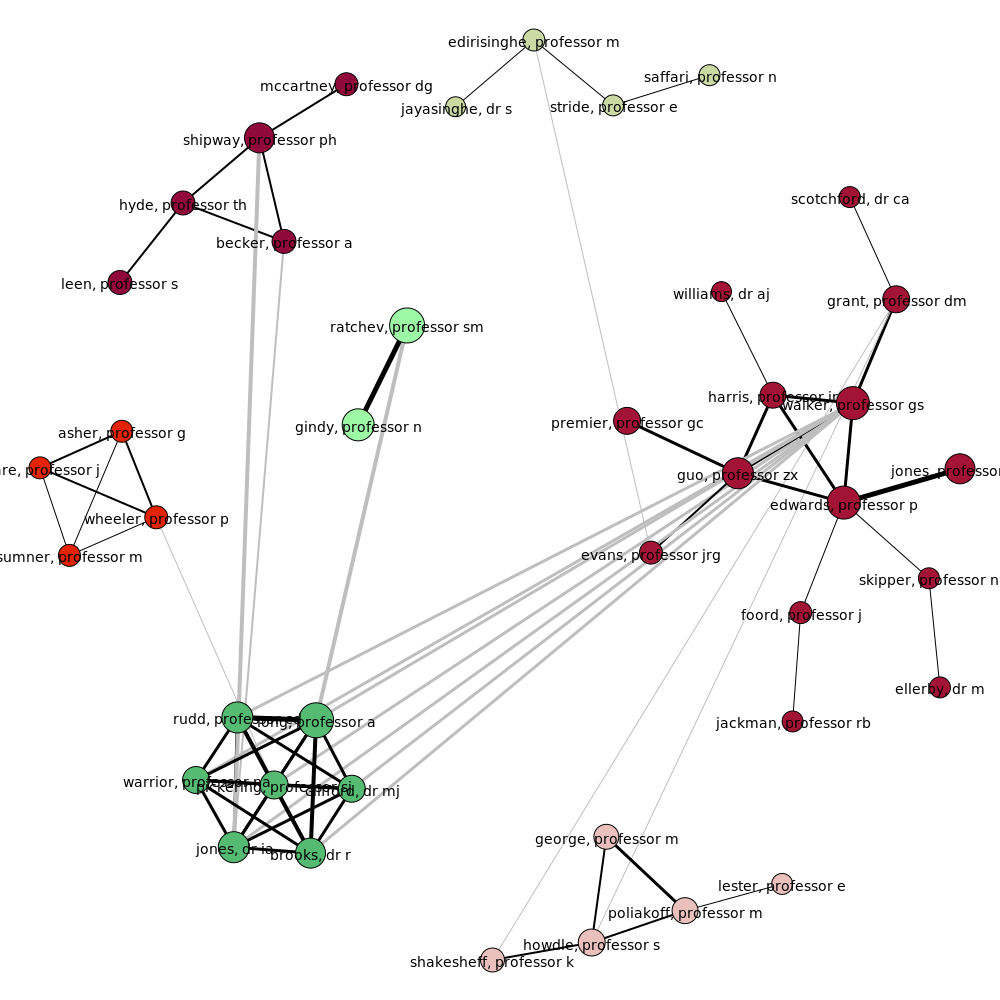 edirisinghe, professor m
saffari, professor n
mccartney, professor dg
jayasinghe, dr s
stride, professor e
shipway, professor ph
scotchford, dr ca
hyde, professor th
becker, professor a
leen, professor s
williams, dr aj
grant, professor dm
ratchev, professor sm
harris, professor
walker, professor gs
premier, professor gc
gindy, professor n
asher, professor g
professor j
guo, professor zx
jones, professor
edwards, professor p
wheeler, professor p
sumner, professor m
evans, professor jrg
skipper, professor n
foord, professor j
ellerby, dr m
jackman, professor rb
rudd,
long, professor a
warrior, professor na
pickering, professor sj
clifford, dr mj
jones, dr ia
brooks, dr r
george, professor m
lester, professor e
poliakoff, professor m
howdle, professor s
shakesheff, professor k